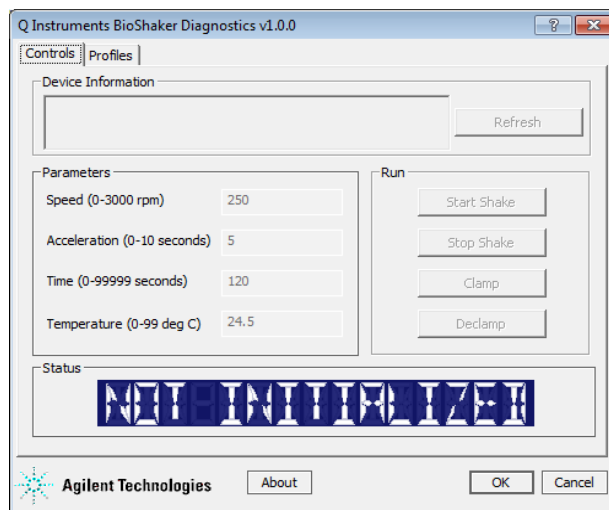 Q Instruments BioShaker Diagnostics v1.0.0
Controls Profiles
Device Information
Refresh
Parameters
Speed (0-3000 rpm) 250
Acceleration (0-10 seconds) 5
Time (0-99999 seconds) 120
Temperature (0-99 deg C) 24.5
Run
Start Shake
Stop Shake
Clamp
Declamp
Status
NOT INITIALIZED
Agilent Technologies About OK Cancel